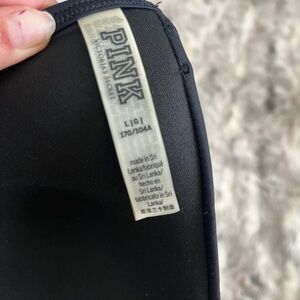 PINK
VICTORIA'S SECRET
L | G |
170/104A
made in Sri
Lanka/fabriqué
au Sri Lanka/
hecho en
Sri Lanka/
fabbricato in Sri
Lanka/